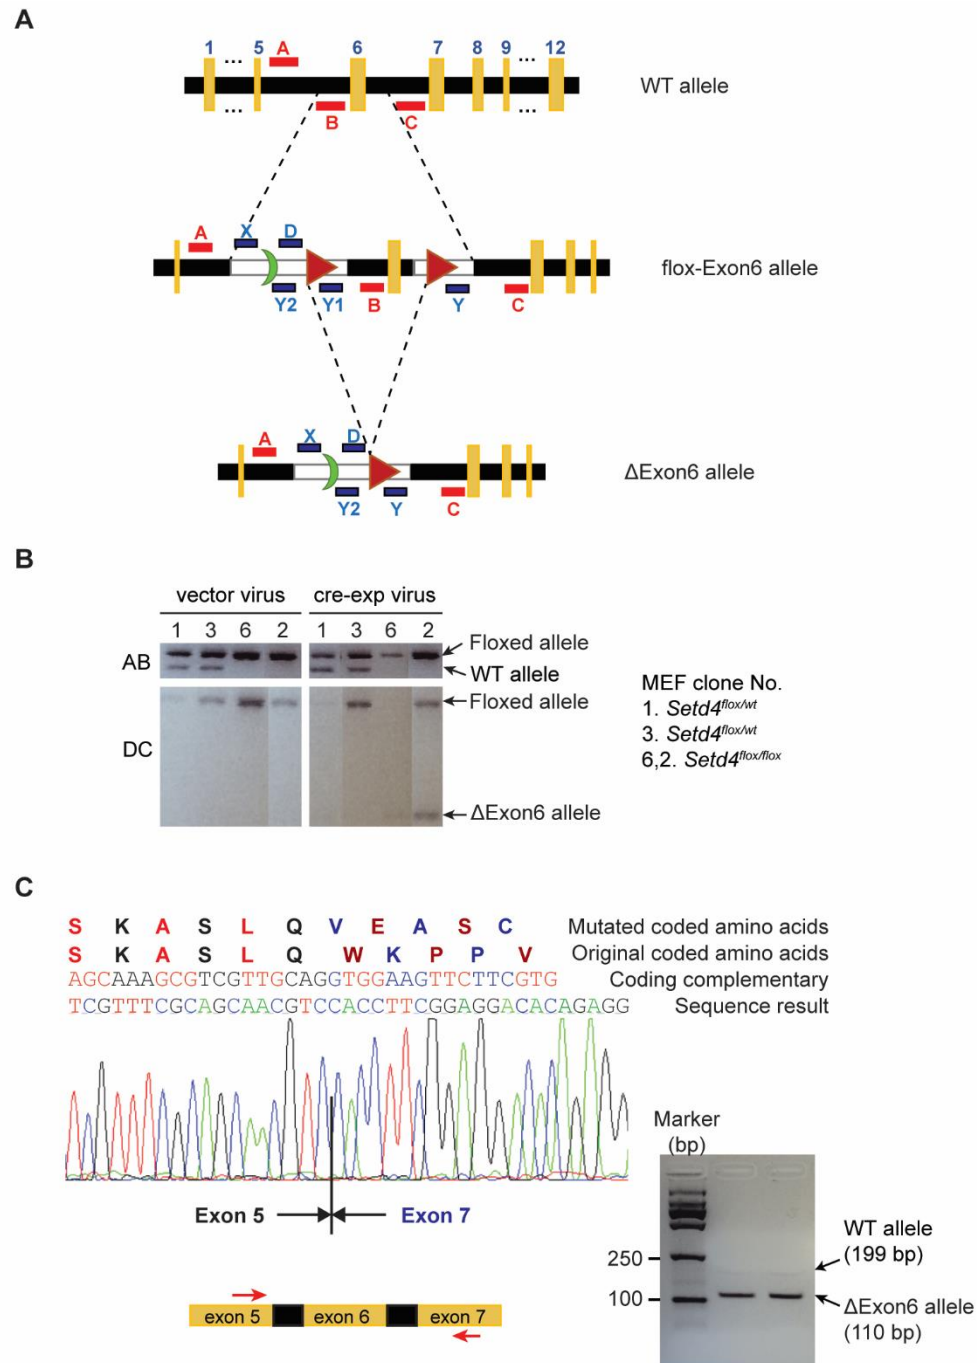 A
1 ... 5 A 6 7 8 9 ... 12
... B C ...
WT allele
A X D
Y2 Y1 B Y C
flox-Exon6 allele
A X D
Y2 Y C
ΔExon6 allele
B
vector virus cre-exp virus
1 3 6 2 1 3 6 2
AB
Floxed allele
WT allele
DC
Floxed allele
ΔExon6 allele
MEF clone No.
1. Setd4flox/wt
3. Setd4flox/wt
6,2. Setd4flox/flox
C
S K A S L Q V E A S C Mutated coded amino acids
S K A S L Q W K P P V Original coded amino acids
AGCAAAGCGTCGTTGCAGGTGGAAGTTCTTCGTG Coding complementary
TCGTTTCGCAGCAACGTCCACCTTCGGAGGACACAGAGG Sequence result
Exon 5 Exon 7
exon 5 exon 6 exon 7
Marker
(bp)
250
100
WT allele
(199 bp)
ΔExon6 allele
(110 bp)